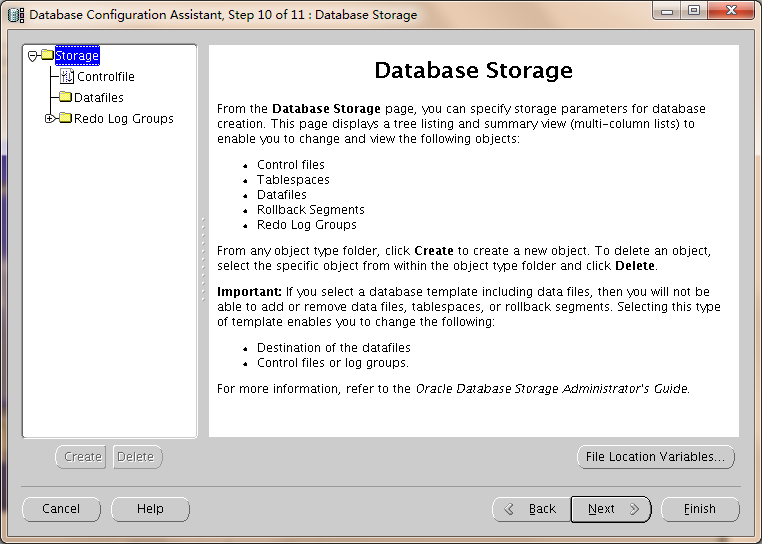 Database Configuration Assistant, Step 10 of 11 : Database Storage
Storage
Controlfile
Datafiles
Redo Log Groups
Database Storage
From the Database Storage page, you can specify storage parameters for database
creation. This page displays a tree listing and summary view (multi-column lists) to
enable you to change and view the following objects:
• Control files
• Tablespaces
• Datafiles
• Rollback Segments
• Redo Log Groups
From any object type folder, click Create to create a new object. To delete an object,
select the specific object from within the object type folder and click Delete.
Important: If you select a database template including data files, then you will not be
able to add or remove data files, tablespaces, or rollback segments. Selecting this type
of template enables you to change the following:
• Destination of the datafiles
• Control files or log groups.
For more information, refer to the Oracle Database Storage Administrator's Guide.
Create Delete
File Location Variables...
Cancel Help Back Next Finish